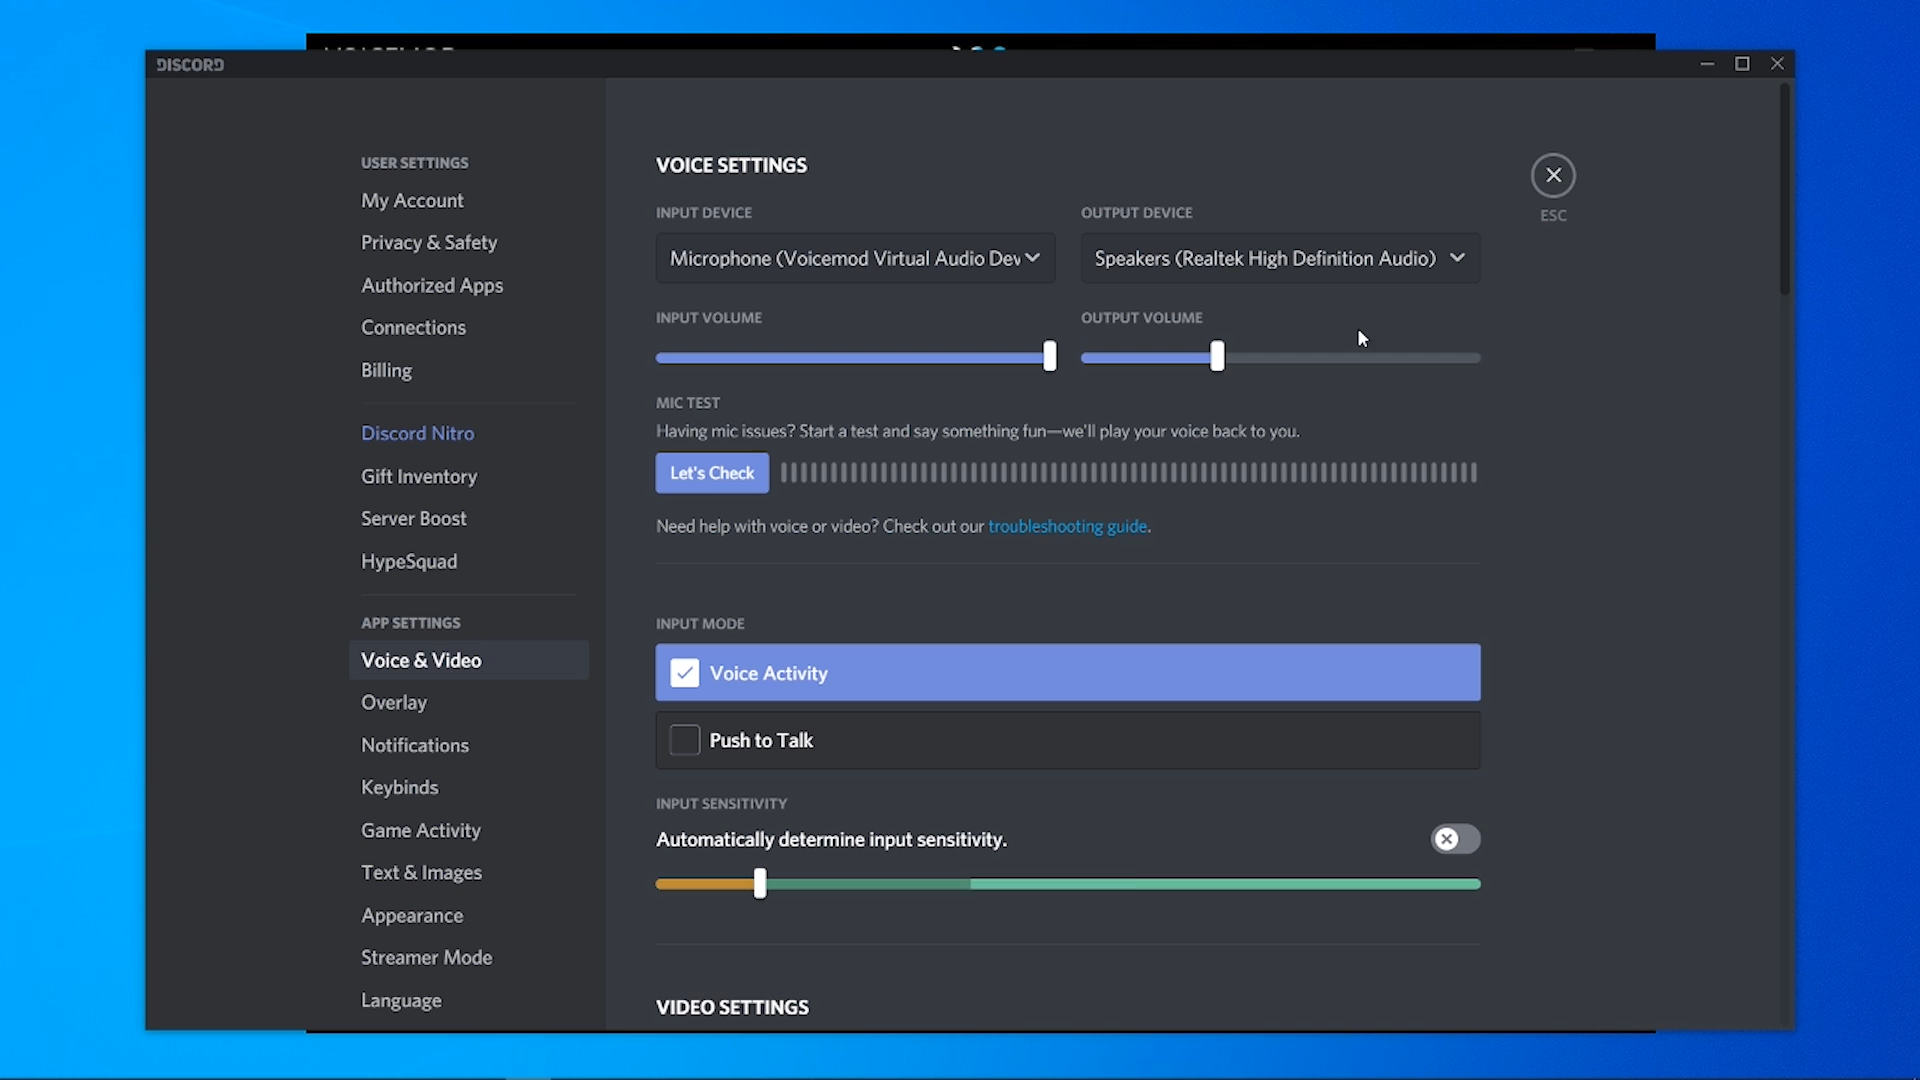 DISCORD
USER SETTINGS
My Account
Privacy & Safety
Authorized Apps
Connections
Billing
Discord Nitro
Gift Inventory
Server Boost
HypeSquad
APP SETTINGS
Voice & Video
Overlay
Notifications
Keybinds
Game Activity
Text & Images
Appearance
Streamer Mode
Language
VOICE SETTINGS
INPUT DEVICE
Microphone (Voicemod Virtual Audio Dev
OUTPUT DEVICE
Speakers (Realtek High Definition Audio)
INPUT VOLUME
OUTPUT VOLUME
MIC TEST
Having mic issues? Start a test and say something fun—we'll play your voice back to you.
Let's Check
Need help with voice or video? Check out our troubleshooting guide.
INPUT MODE
Voice Activity
Push to Talk
INPUT SENSITIVITY
Automatically determine input sensitivity.
VIDEO SETTINGS
ESC